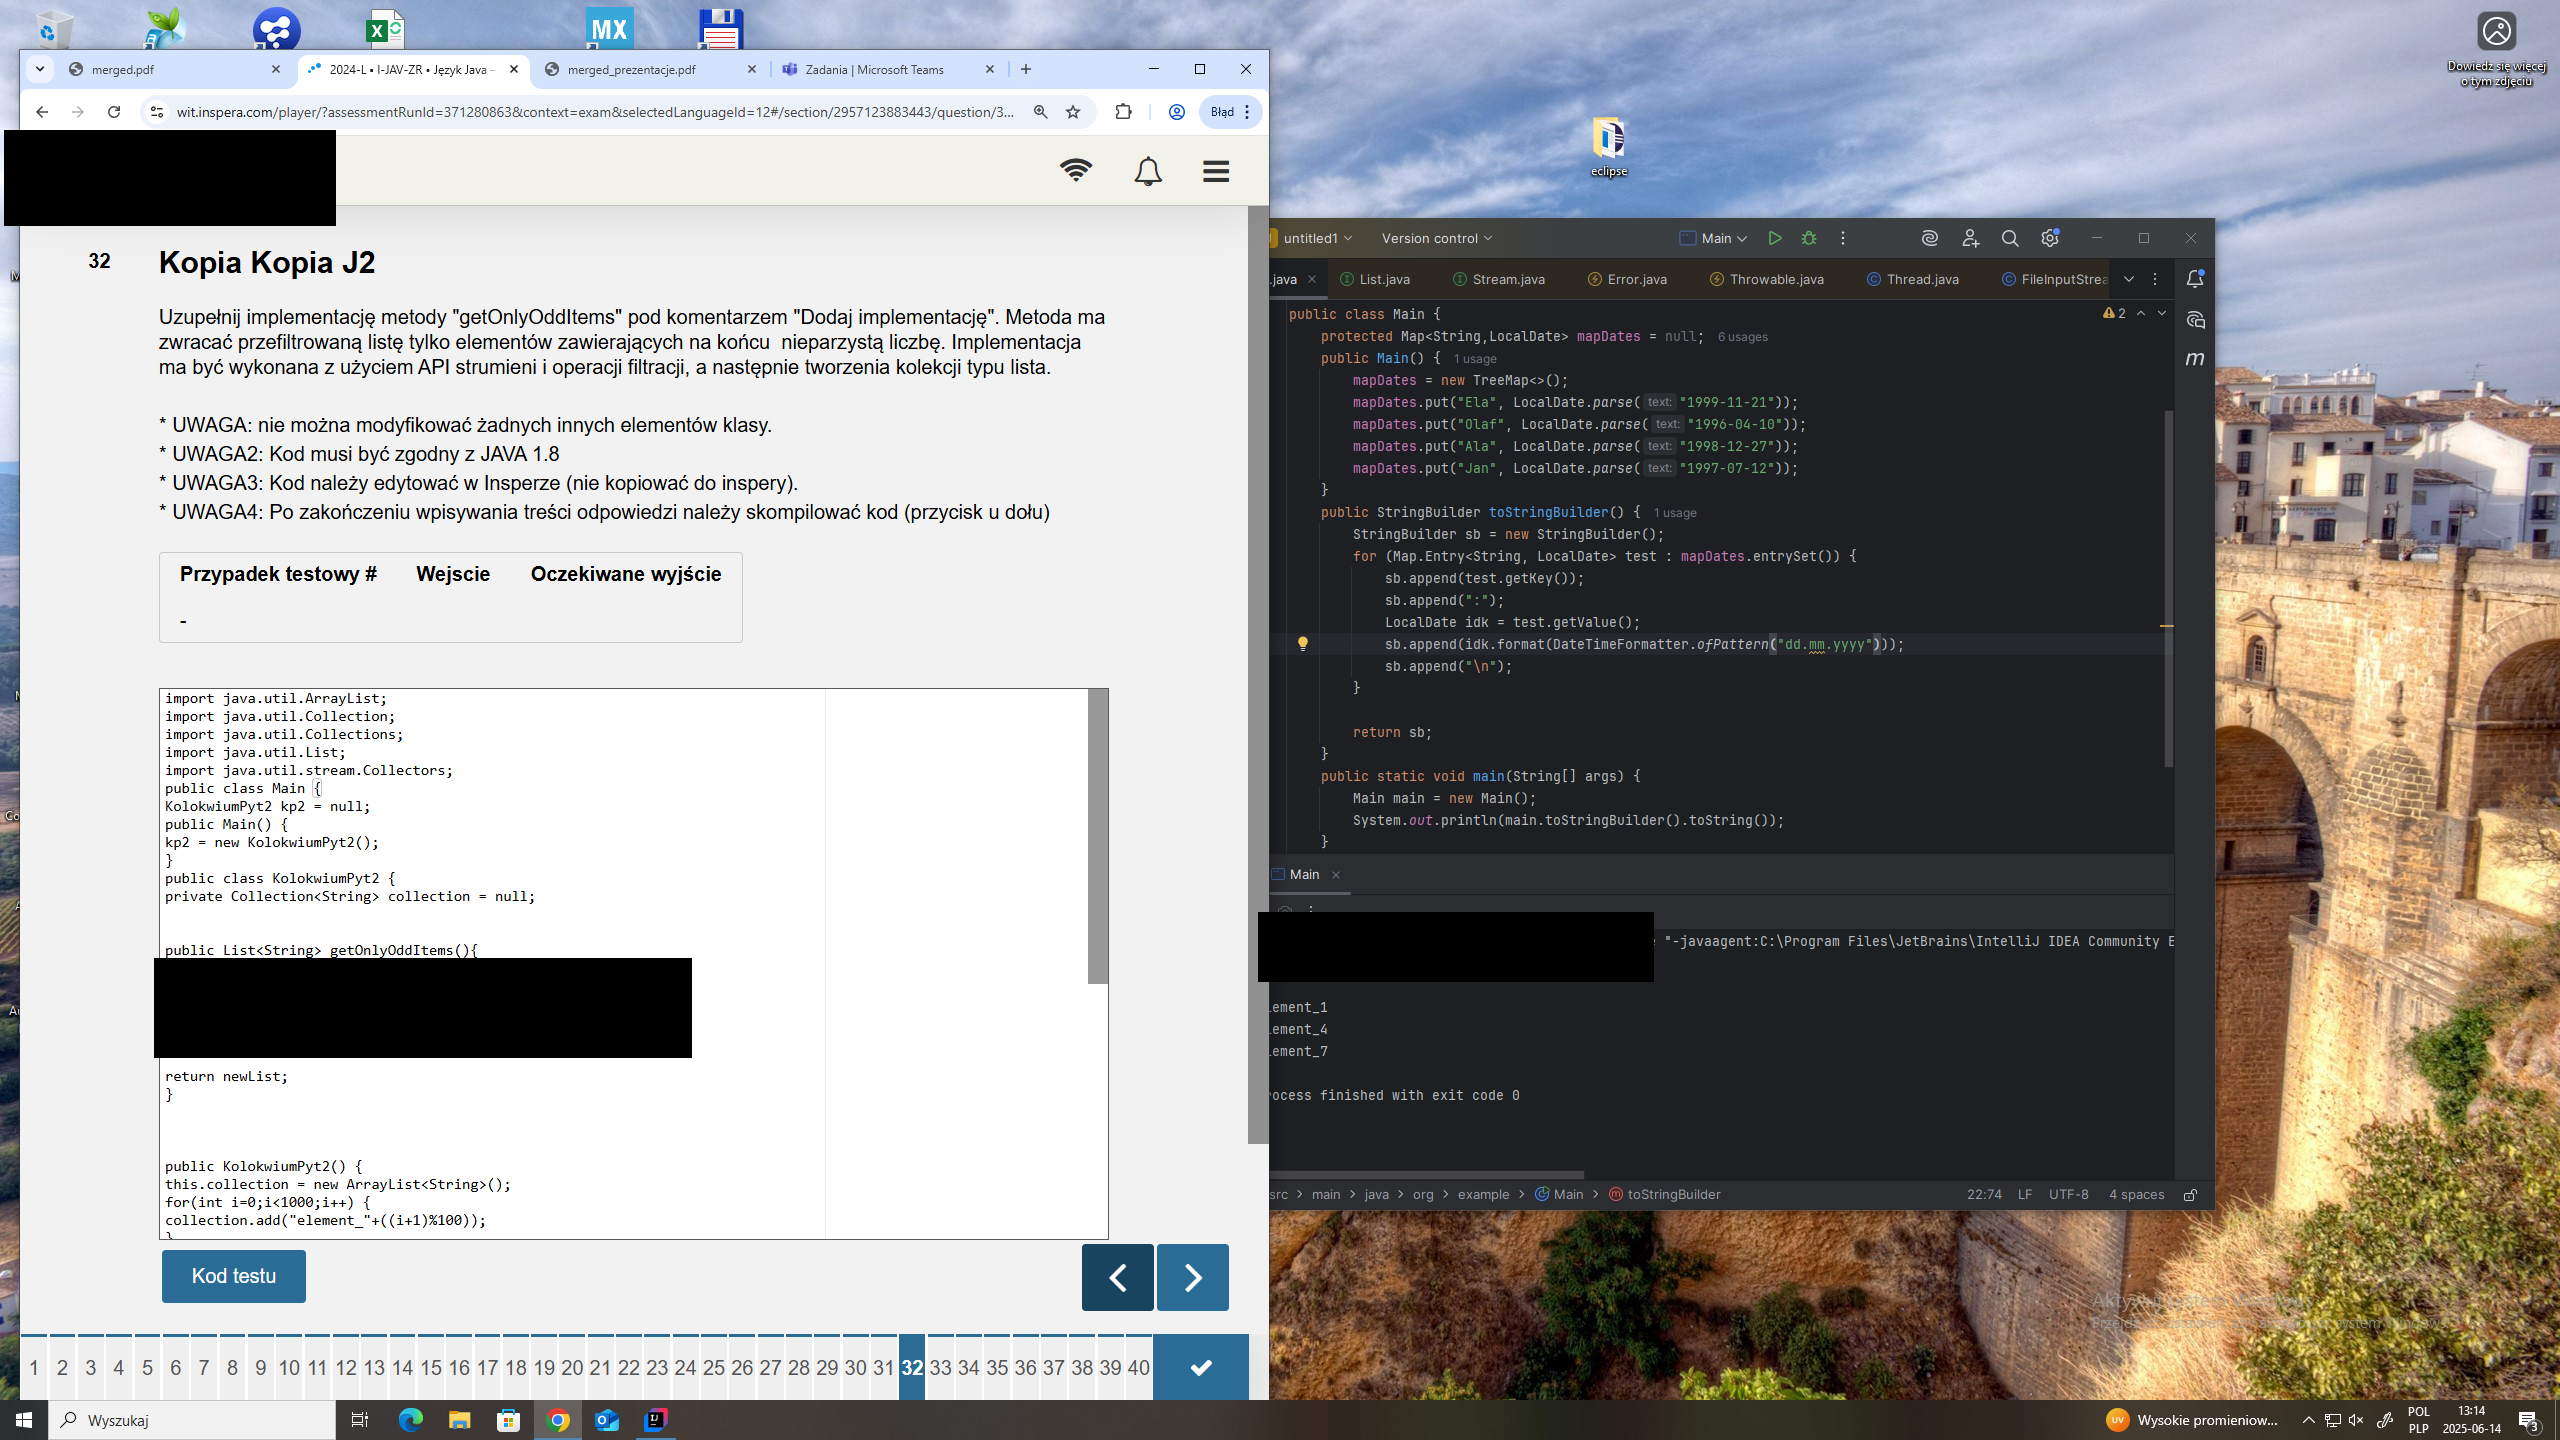 Dowiedz się więcej
o tym zdjęciu
eclipse
merged.pdf
2024-L • I-JAV-ZR • Język Java –
merged_prezentacje.pdf
Zadania | Microsoft Teams
wit.inspera.com/player/?assessmentRunId=371280863&context=exam&selectedLanguageId=12#/section/2957123883443/question/3...
Błąd
32
Kopia Kopia J2
Uzupełnij implementację metody "getOnlyOddItems" pod komentarzem "Dodaj implementację". Metoda ma
zwracać przefiltrowaną listę tylko elementów zawierających na końcu nieparzystą liczbę. Implementacja
ma być wykonana z użyciem API strumieni i operacji filtracji, a następnie tworzenia kolekcji typu lista.
* UWAGA: nie można modyfikować żadnych innych elementów klasy.
* UWAGA2: Kod musi być zgodny z JAVA 1.8
* UWAGA3: Kod należy edytować w Insperze (nie kopiować do inspery).
* UWAGA4: Po zakończeniu wpisywania treści odpowiedzi należy skompilować kod (przycisk u dołu)
Przypadek testowy # Wejscie Oczekiwane wyjście
-
import java.util.ArrayList;
import java.util.Collection;
import java.util.Collections;
import java.util.List;
import java.util.stream.Collectors;
public class Main {
KolokwiumPyt2 kp2 = null;
public Main() {
kp2 = new KolokwiumPyt2();
}
public class KolokwiumPyt2 {
private Collection<String> collection = null;
public List<String> getOnlyOddItems(){
return newList;
}
public KolokwiumPyt2() {
this.collection = new ArrayList<String>();
for(int i=0;i<1000;i++) {
collection.add("element_"+((i+1)%100));
}
Kod testu
1 2 3 4 5 6 7 8 9 10 11 12 13 14 15 16 17 18 19 20 21 22 23 24 25 26 27 28 29 30 31 32 33 34 35 36 37 38 39 40
untitled1
Version control
Main
.java
List.java
Stream.java
Error.java
Throwable.java
Thread.java
FileInputStrea
2
m
public class Main {
protected Map<String,LocalDate> mapDates = null; 6 usages
public Main() { 1 usage
mapDates = new TreeMap<>();
mapDates.put("Ela", LocalDate.parse( text: "1999-11-21"));
mapDates.put("Olaf", LocalDate.parse( text: "1996-04-10"));
mapDates.put("Ala", LocalDate.parse( text: "1998-12-27"));
mapDates.put("Jan", LocalDate.parse( text: "1997-07-12"));
}
public StringBuilder toStringBuilder() { 1 usage
StringBuilder sb = new StringBuilder();
for (Map.Entry<String, LocalDate> test : mapDates.entrySet()) {
sb.append(test.getKey());
sb.append(":");
LocalDate idk = test.getValue();
sb.append(idk.format(DateTimeFormatter.ofPattern("dd.mm.yyyy")));
sb.append("\n");
}
return sb;
}
public static void main(String[] args) {
Main main = new Main();
System.out.println(main.toStringBuilder().toString());
}
Main
"-javaagent:C:\Program Files\JetBrains\IntelliJ IDEA Community E
lement_1
lement_4
lement_7
rocess finished with exit code 0
src > main > java > org > example > Main > toStringBuilder
22:74 LF UTF-8 4 spaces
Wyszukaj
Wysokie promieniow...
POL
PLP
13:14
2025-06-14
3